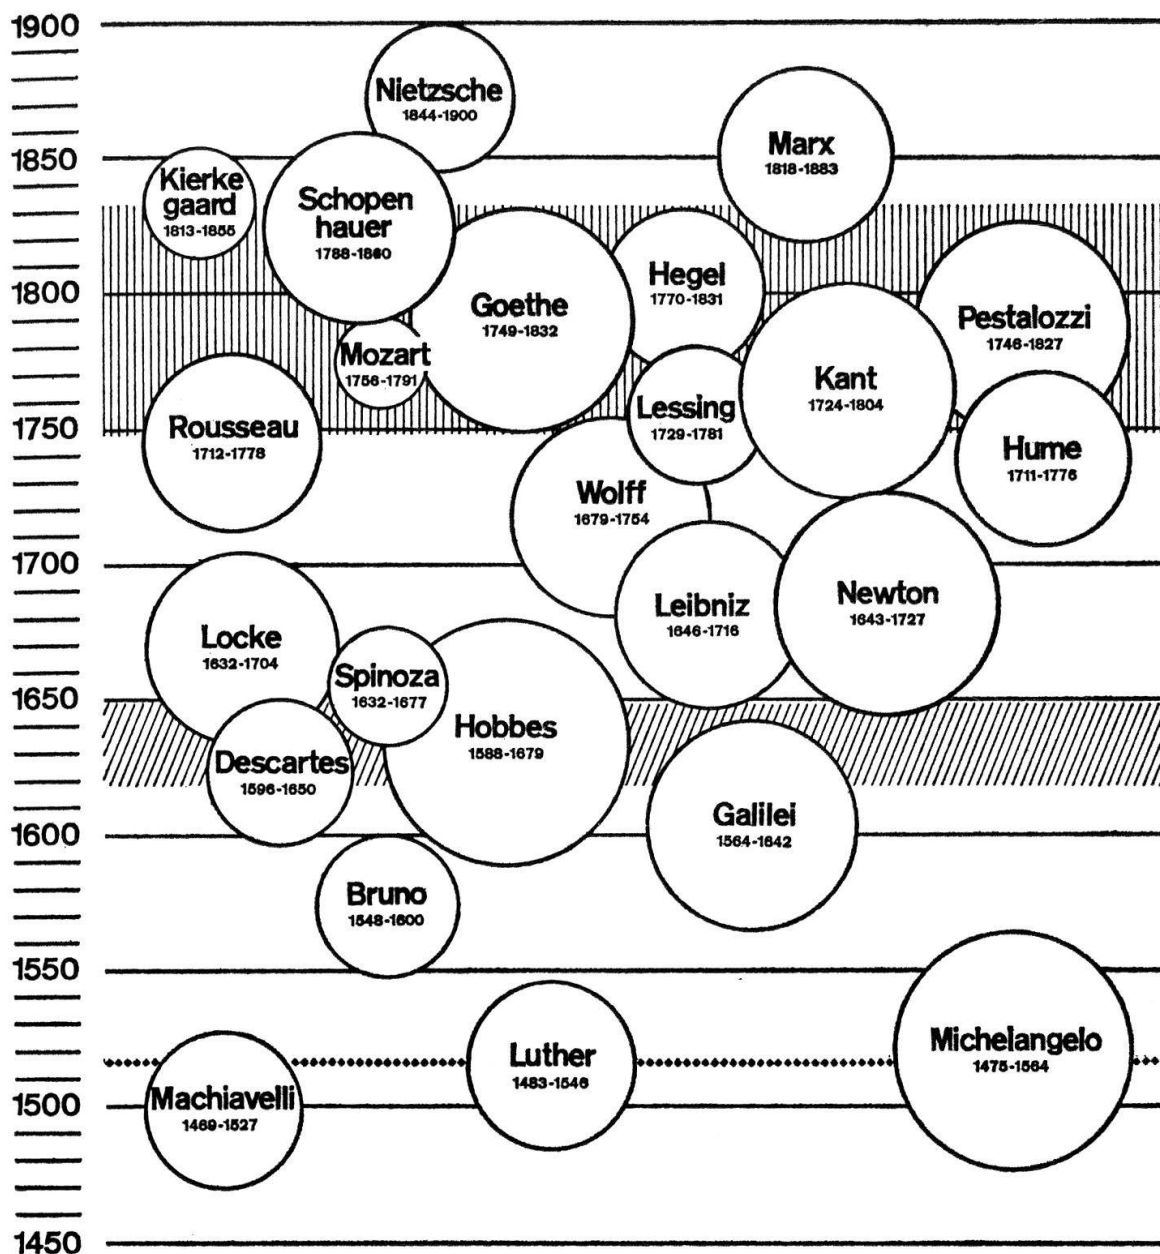 1900
Nietzsche
1844-1900
Marx
1818-1883
1850
Kierke
gaard
1813-1855
Schopen
hauer
1788-1860
Hegel
1770-1831
1800
Goethe
1749-1832
Pestalozzi
1746-1827
Mozart
1756-1791
Kant
1724-1804
Lessing
1729-1781
1750
Rousseau
1712-1778
Hume
1711-1776
Wolff
1679-1754
1700
Leibniz
1646-1716
Newton
1643-1727
Locke
1632-1704
Spinoza
1632-1677
1650
Hobbes
1588-1679
Descartes
1596-1650
Galilei
1564-1642
1600
Bruno
1548-1600
1550
Michelangelo
1475-1564
Luther
1483-1546
Machiavelli
1469-1527
1500
1450